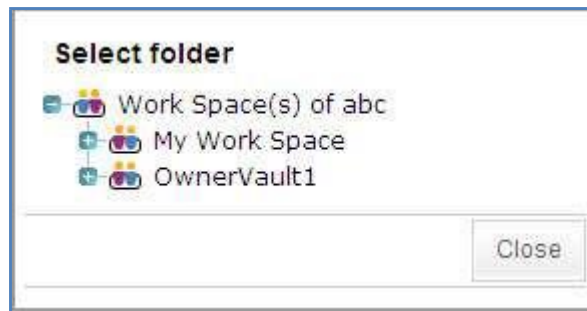 Select folder
Work Space(s) of abc
My Work Space
OwnerVault1
Close